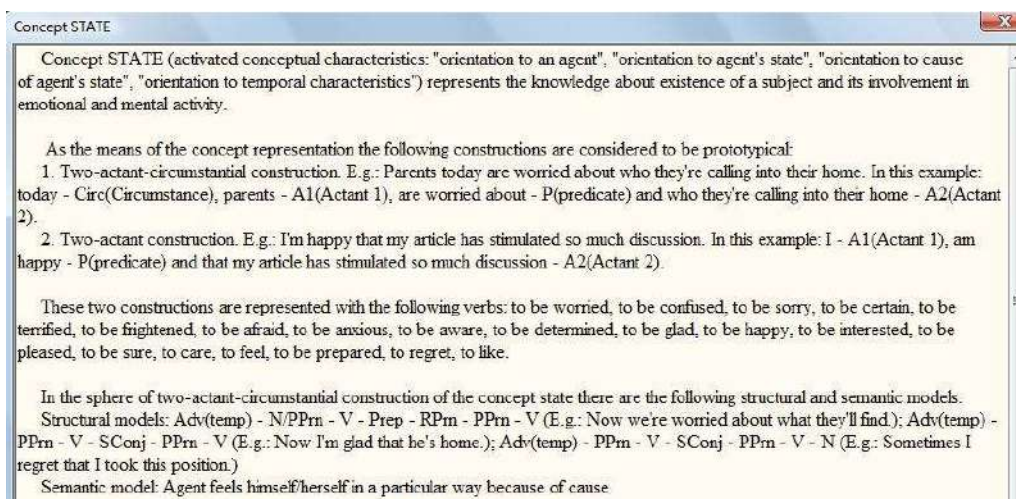 Concept STATE
Concept STATE (activated conceptual characteristics: "orientation to an agent", "orientation to agent's state", "orientation to cause
of agent's state", "orientation to temporal characteristics") represents the knowledge about existence of a subject and its involvement in
emotional and mental activity.
As the means of the concept representation the following constructions are considered to be prototypical:
1. Two-actant-circumstantial construction. E.g.: Parents today are worried about who they're calling into their home. In this example:
today - Circ(Circumstance), parents - A1(Actant 1), are worried about - P(predicate) and who they're calling into their home - A2(Actant
2).
2. Two-actant construction. E.g.: I'm happy that my article has stimulated so much discussion. In this example: I - A1(Actant 1), am
happy - P(predicate) and that my article has stimulated so much discussion - A2(Actant 2).
These two constructions are represented with the following verbs: to be worried, to be confused, to be sorry, to be certain, to be
terrified, to be frightened, to be afraid, to be anxious, to be aware, to be determined, to be glad, to be happy, to be interested, to be
pleased, to be sure, to care, to feel, to be prepared, to regret, to like.
In the sphere of two-actant-circumstantial construction of the concept state there are the following structural and semantic models.
Structural models: Adv(temp) - N/PPrn - V - Prep - RPrn - PPrn - V (E.g.: Now we're worried about what they'll find.); Adv(temp) -
PPrn - V - SConj - PPrn - V (E.g.: Now I'm glad that he's home.); Adv(temp) - PPrn - V - SConj - PPrn - V - N (E.g.: Sometimes I
regret that I took this position.)
Semantic model: Agent feels himself/herself in a particular way because of cause